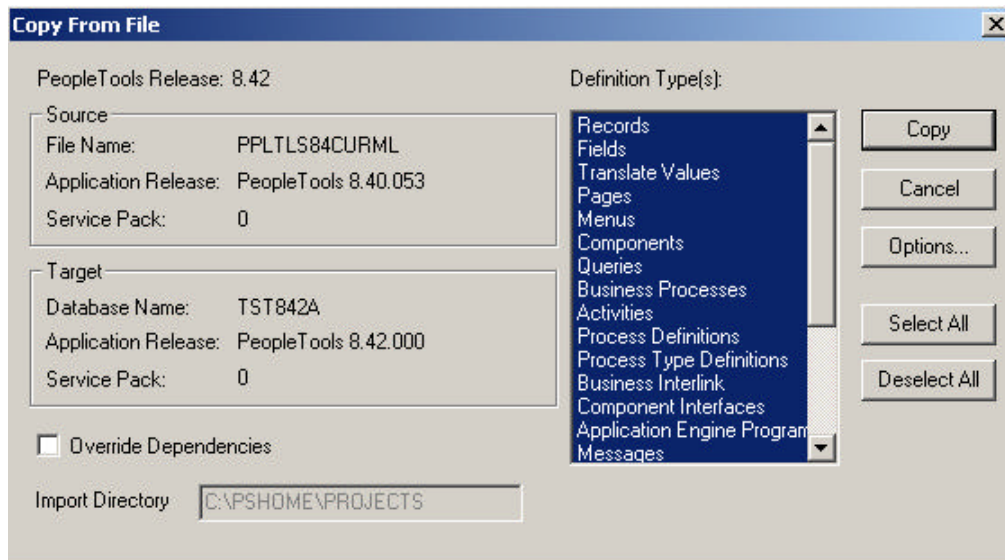 Copy From File
PeopleTools Release: 8.42
Source
File Name: PPLTLS84CURML
Application Release: PeopleTools 8.40.053
Service Pack: 0
Target
Database Name: TST842A
Application Release: PeopleTools 8.42.000
Service Pack: 0
Override Dependencies
Import Directory C:\PSHOME\PROJECTS
Definition Type(s):
Records
Fields
Translate Values
Pages
Menus
Components
Queries
Business Processes
Activities
Process Definitions
Process Type Definitions
Business Interlink
Component Interfaces
Application Engine Program
Messages
Copy
Cancel
Options...
Select All
Deselect All